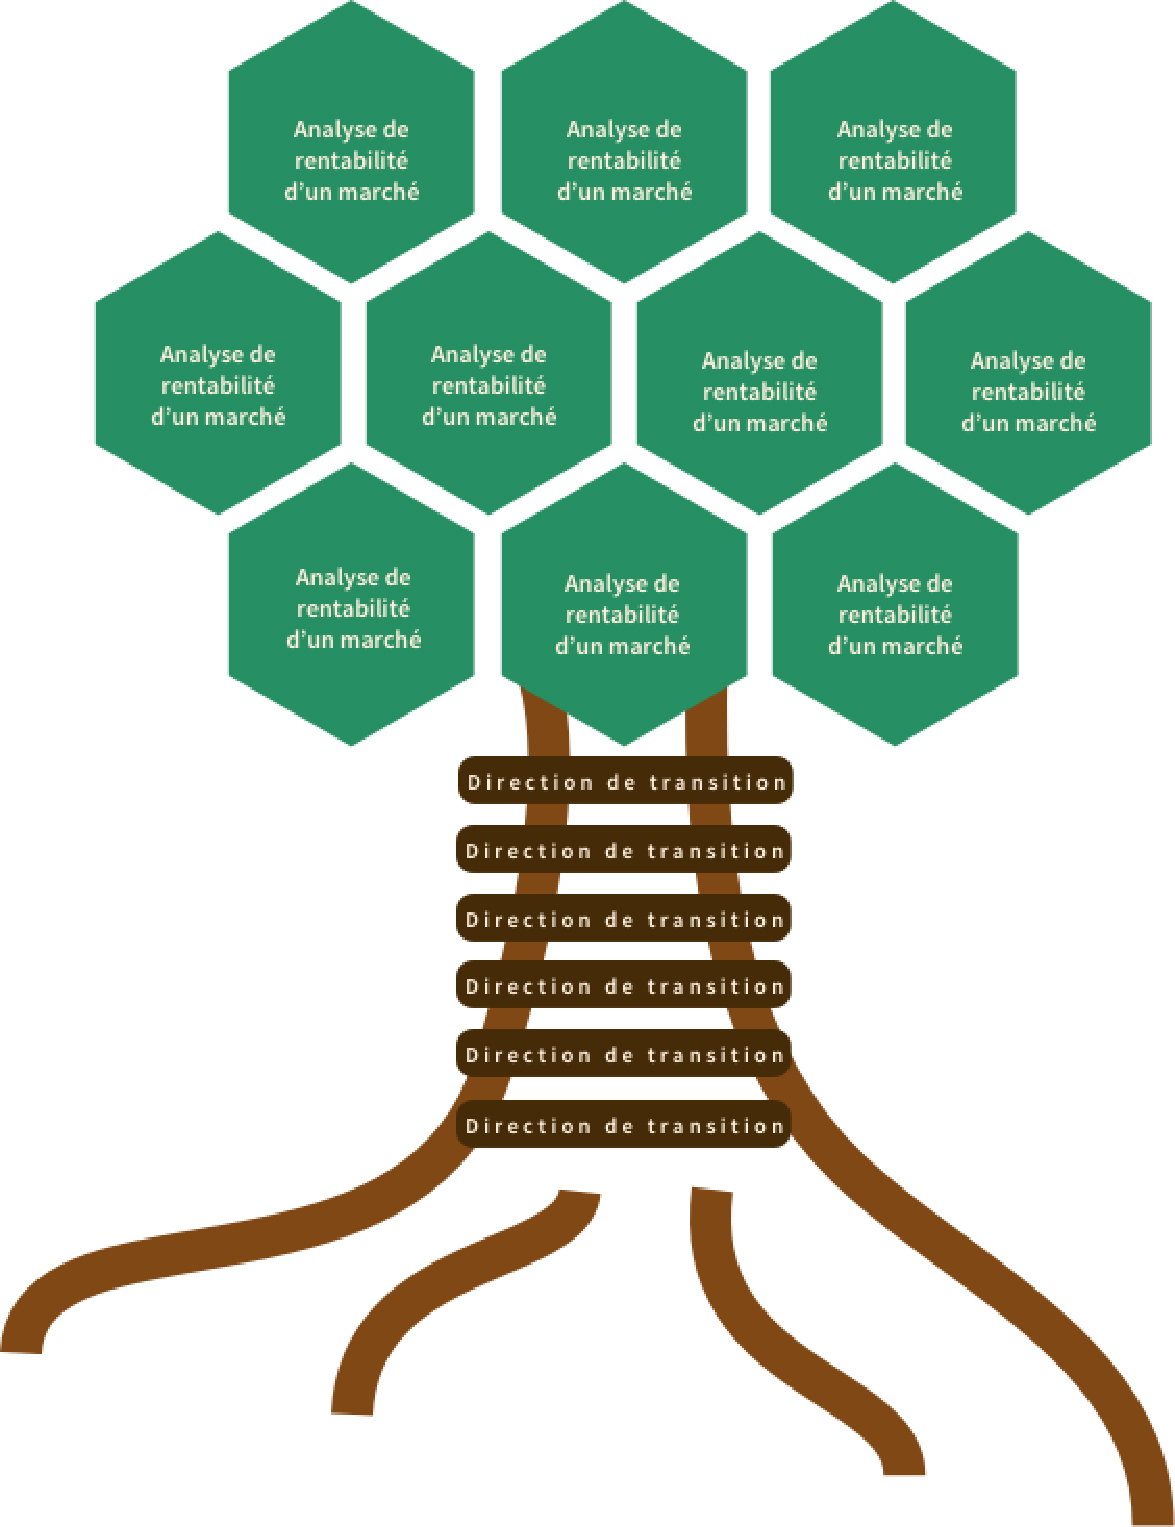 Analyse de
rentabilité
d’un marché
Analyse de
rentabilité
d’un marché
Analyse de
rentabilité
d’un marché
Analyse de
rentabilité
d’un marché
Analyse de
rentabilité
d’un marché
Analyse de
rentabilité
d’un marché
Analyse de
rentabilité
d’un marché
Analyse de
rentabilité
d’un marché
Analyse de
rentabilité
d’un marché
Analyse de
rentabilité
d’un marché
Direction de transition
Direction de transition
Direction de transition
Direction de transition
Direction de transition
Direction de transition